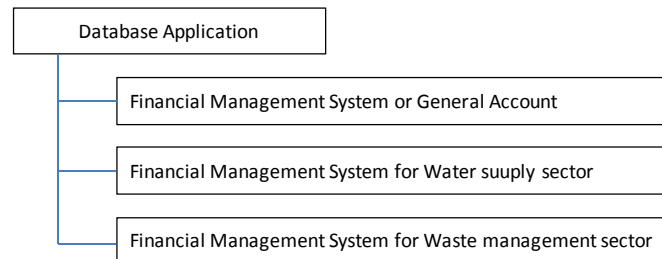 Database Application
Financial Management System or General Account
Financial Management System for Water suuply sector
Financial Management System for Waste management sector